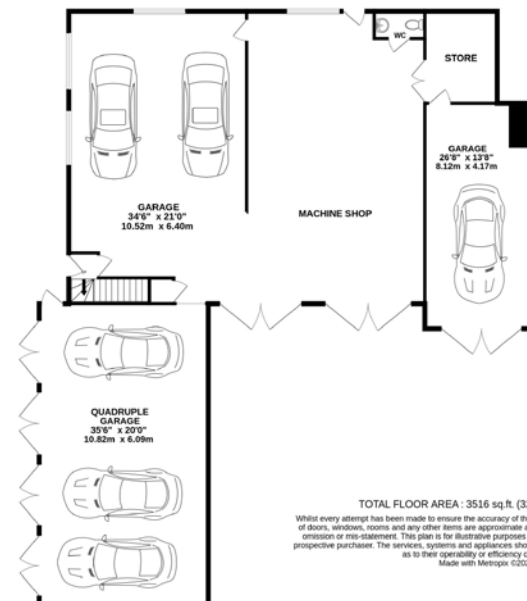 WC
STORE
GARAGE
26'8" x 13'8"
8.12m x 4.17m
GARAGE
34'6" x 21'0"
10.52m x 6.40m
MACHINE SHOP
QUADRUPLE
GARAGE
35'6" x 20'0"
10.82m x 6.09m
TOTAL FLOOR AREA : 3516 sq.ft. (
Whilst every attempt has been made to ensure the accuracy of
of doors, windows, rooms and any other items are approximate
omission or mis-statement. This plan is for illustrative purposes
prospective purchaser. The services, systems and appliances
as to their operability or efficiency
Made with Metropix